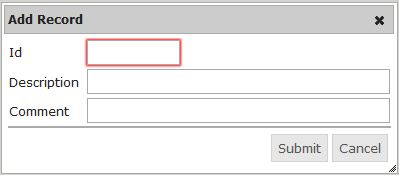 Add Record
Id
Description
Comment
Submit Cancel